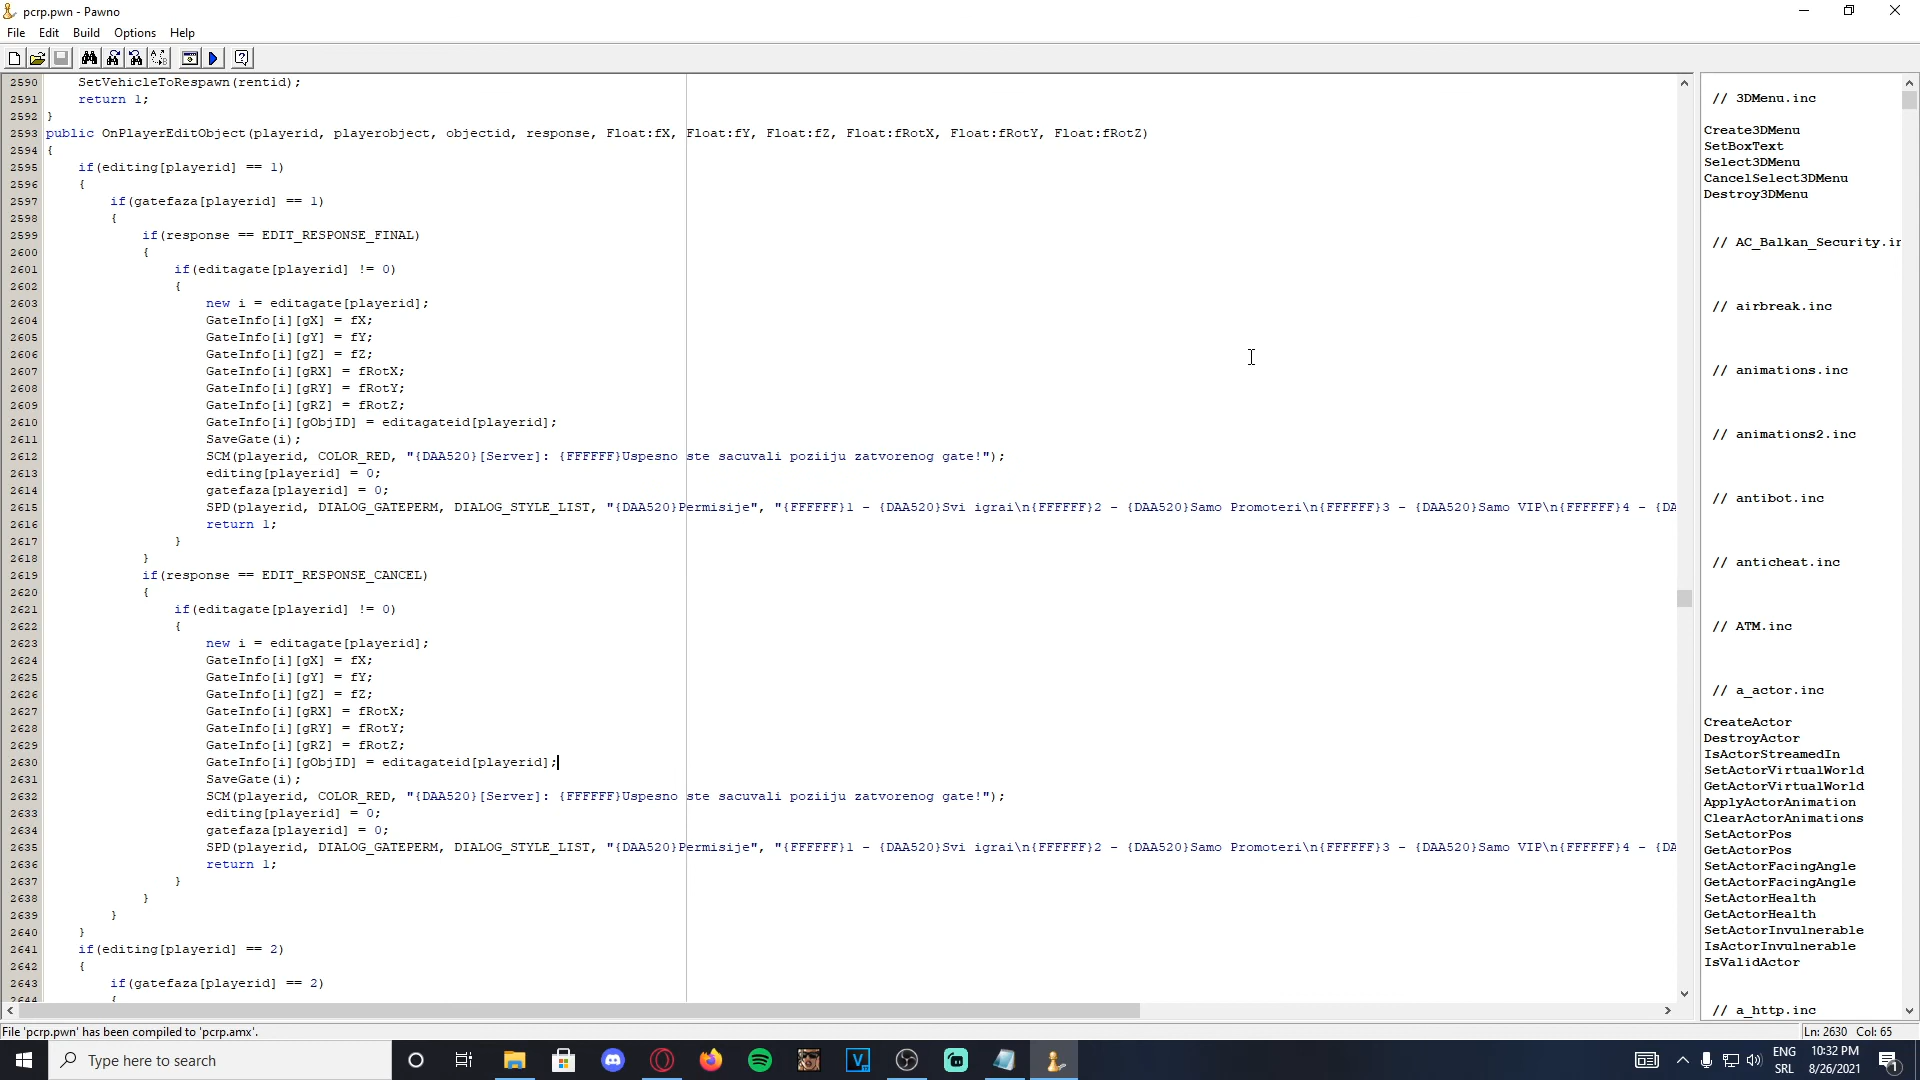 pcrp.pwn - Pawno
File Edit Build Options Help
2590 SetVehicleToRespawn(rentid);
2591 return 1;
2592 }
2593 public OnPlayerEditObject(playerid, playerobject, objectid, response, Float:fX, Float:fY, Float:fZ, Float:fRotX, Float:fRotY, Float:fRotZ)
2594 {
2595 if(editing[playerid] == 1)
2596 {
2597 if(gatefaza[playerid] == 1)
2598 {
2599 if(response == EDIT_RESPONSE_FINAL)
2600 {
2601 if(editagate[playerid] != 0)
2602 {
2603 new i = editagate[playerid];
2604 GateInfo[i][gX] = fX;
2605 GateInfo[i][gY] = fY;
2606 GateInfo[i][gZ] = fZ;
2607 GateInfo[i][gRX] = fRotX;
2608 GateInfo[i][gRY] = fRotY;
2609 GateInfo[i][gRZ] = fRotZ;
2610 GateInfo[i][gObjID] = editagateid[playerid];
2611 SaveGate(i);
2612 SCM(playerid, COLOR_RED, "{DAA520}[Server]: {FFFFFF}Uspesno ste sacuvali poziiju zatvorenog gate!");
2613 editing[playerid] = 0;
2614 gatefaza[playerid] = 0;
2615 SPD(playerid, DIALOG_GATEPERM, DIALOG_STYLE_LIST, "{DAA520}Permisije", "{FFFFFF}1 - {DAA520}Svi igrai\n{FFFFFF}2 - {DAA520}Samo Promoteri\n{FFFFFF}3 - {DAA520}Samo VIP\n{FFFFFF}4 - {DA
2616 return 1;
2617 }
2618 }
2619 if(response == EDIT_RESPONSE_CANCEL)
2620 {
2621 if(editagate[playerid] != 0)
2622 {
2623 new i = editagate[playerid];
2624 GateInfo[i][gX] = fX;
2625 GateInfo[i][gY] = fY;
2626 GateInfo[i][gZ] = fZ;
2627 GateInfo[i][gRX] = fRotX;
2628 GateInfo[i][gRY] = fRotY;
2629 GateInfo[i][gRZ] = fRotZ;
2630 GateInfo[i][gObjID] = editagateid[playerid];
2631 SaveGate(i);
2632 SCM(playerid, COLOR_RED, "{DAA520}[Server]: {FFFFFF}Uspesno ste sacuvali poziiju zatvorenog gate!");
2633 editing[playerid] = 0;
2634 gatefaza[playerid] = 0;
2635 SPD(playerid, DIALOG_GATEPERM, DIALOG_STYLE_LIST, "{DAA520}Permisije", "{FFFFFF}1 - {DAA520}Svi igrai\n{FFFFFF}2 - {DAA520}Samo Promoteri\n{FFFFFF}3 - {DAA520}Samo VIP\n{FFFFFF}4 - {DA
2636 return 1;
2637 }
2638 }
2639 }
2640 }
2641 if(editing[playerid] == 2)
2642 {
2643 if(gatefaza[playerid] == 2)
2644 {
// 3DMenu.inc
Create3DMenu
SetBoxText
Select3DMenu
CancelSelect3DMenu
Destroy3DMenu
// AC_Balkan_Security.in
// airbreak.inc
// animations.inc
// animations2.inc
// antibot.inc
// anticheat.inc
// ATM.inc
// a_actor.inc
CreateActor
DestroyActor
IsActorStreamedIn
SetActorVirtualWorld
GetActorVirtualWorld
ApplyActorAnimation
ClearActorAnimations
SetActorPos
GetActorPos
SetActorFacingAngle
GetActorFacingAngle
SetActorHealth
GetActorHealth
SetActorInvulnerable
IsActorInvulnerable
IsValidActor
// a_http.inc
File 'pcrp.pwn' has been compiled to 'pcrp.amx'.
Ln: 2630 Col: 65
Type here to search
ENG
SRL
10:32 PM
8/26/2021
1